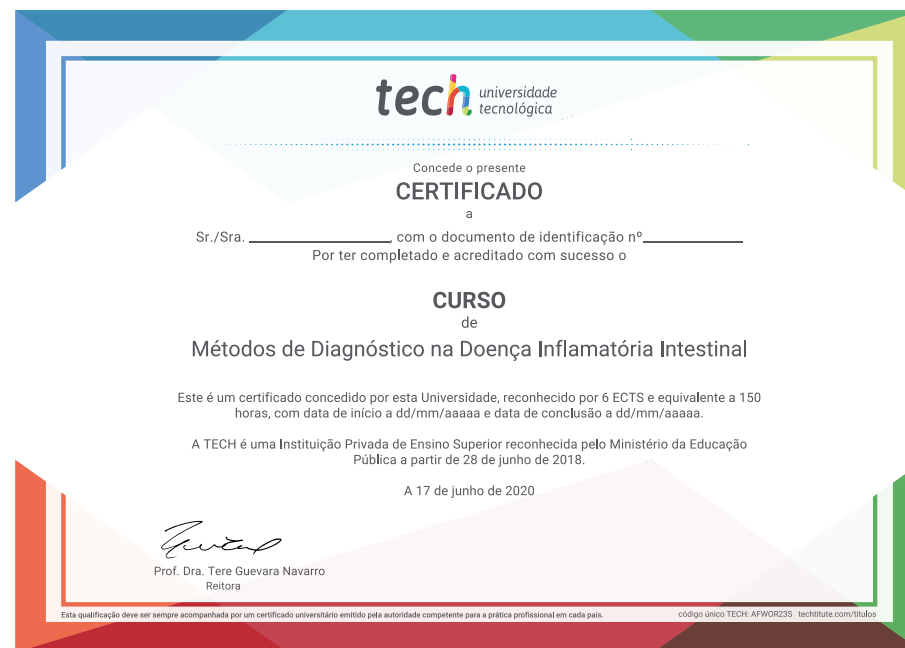 tech universidade
tecnológica
Concede o presente
CERTIFICADO
a
Sr./Sra. ____________________, com o documento de identificação nº______________
Por ter completado e acreditado com sucesso o
CURSO
de
Métodos de Diagnóstico na Doença Inflamatória Intestinal
Este é um certificado concedido por esta Universidade, reconhecido por 6 ECTS e equivalente a 150
horas, com data de início a dd/mm/aaaaa e data de conclusão a dd/mm/aaaaa.
A TECH é uma Instituição Privada de Ensino Superior reconhecida pelo Ministério da Educação
Pública a partir de 28 de junho de 2018.
A 17 de junho de 2020
Prof. Dra. Tere Guevara Navarro
Reitora
Esta qualificação deve ser sempre acompanhada por um certificado universitário emitido pela autoridade competente para a prática profissional em cada país. código único TECH: AFWOR23S techtitute.com/titulos